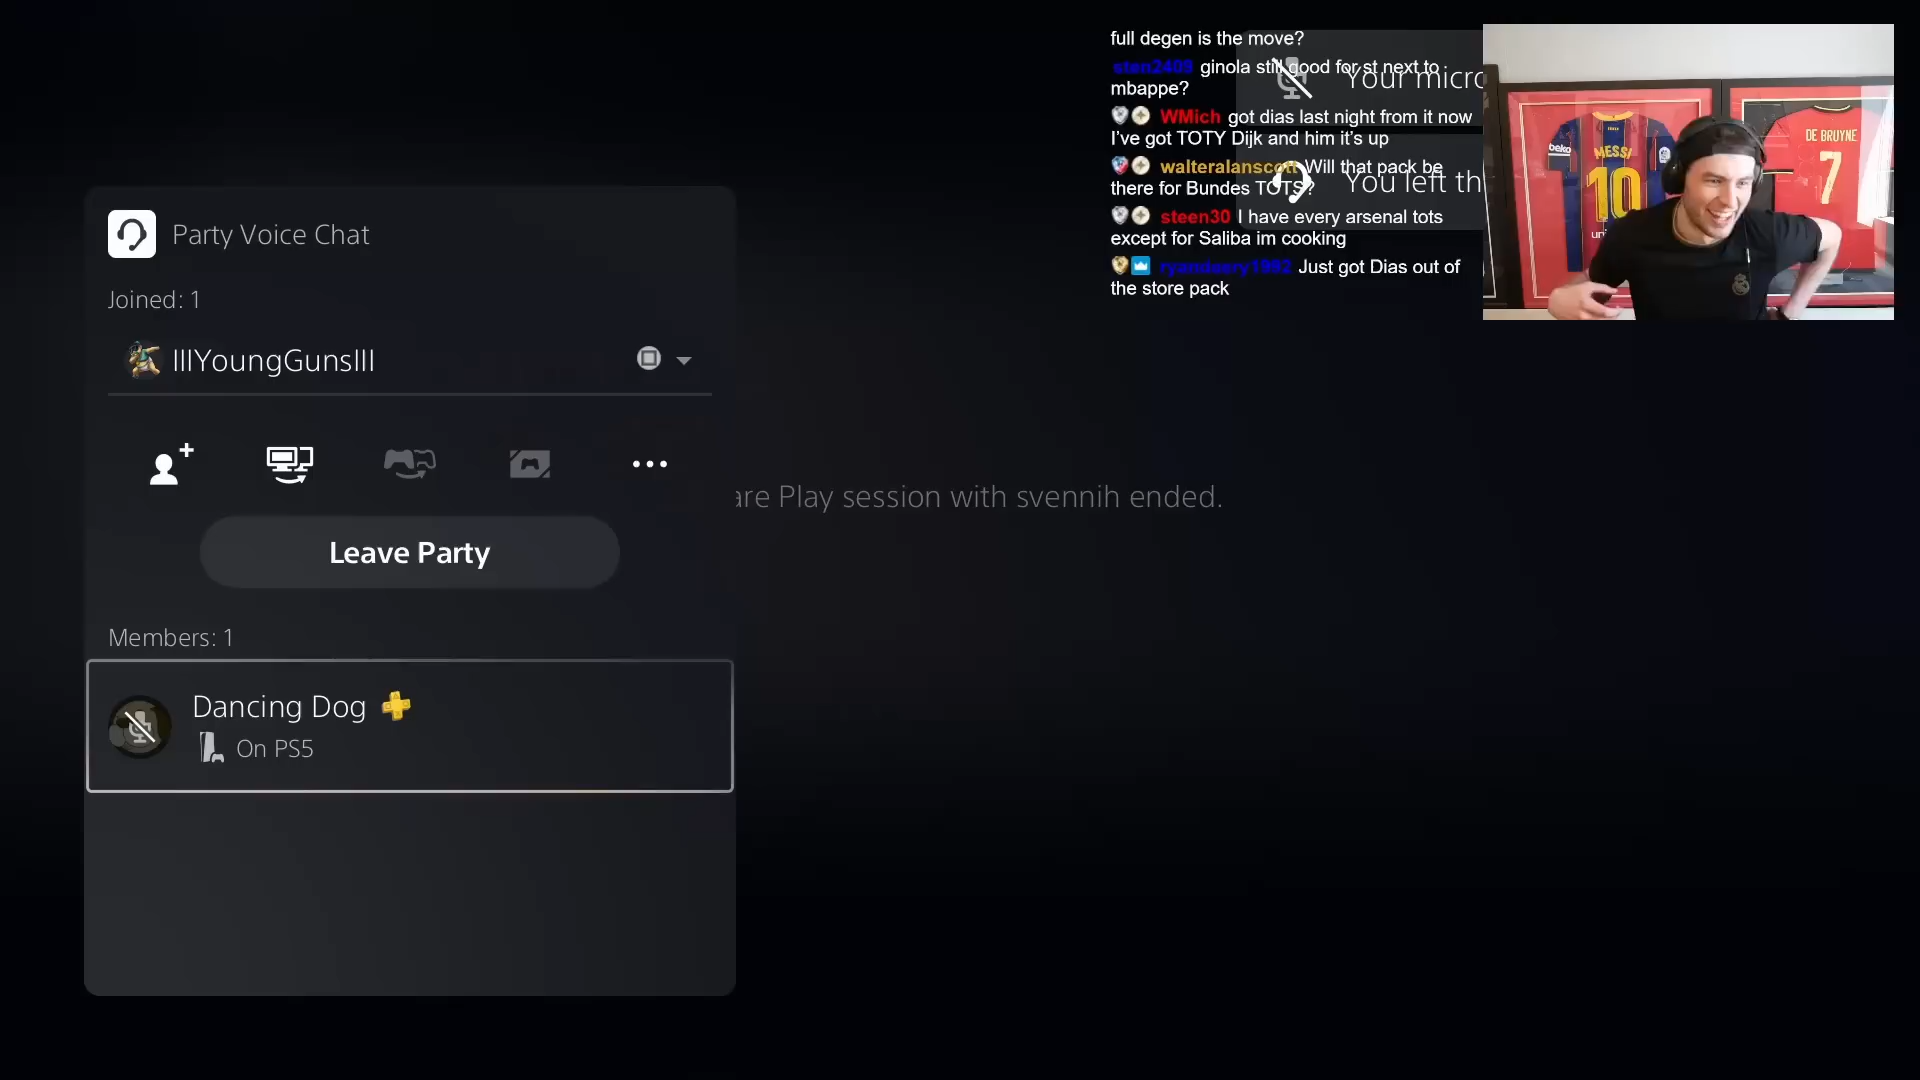 full degen is the move?
sten2409 ginola still good for st next to
mbappe?
WMich got dias last night from it now
I've got TOTY Dijk and him it's up
walteralanscott Will that pack be
there for Bundes TOTS?
steen30 I have every arsenal tots
except for Saliba im cooking
Just got Dias out of
the store pack
Your micro
You left th
beko
MESSI
10
DE BRUYNE
7
Party Voice Chat
Joined: 1
lllYoungGunslll
Leave Party
are Play session with svennih ended.
Members: 1
Dancing Dog
On PS5